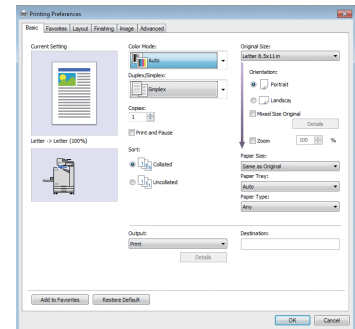 Printing Preferences
Basic Favorites Layout Finishing Image Advanced
Current Setting
Letter -> Letter (100%)
Color Mode:
Auto
Duplex/Simplex:
Simplex
Copies:
1
Print and Pause
Sort:
Collated
Uncollated
Output:
Print
Details
Original Size:
Letter 8.5x11in
Orientation:
Portrait
Landscap
Mixed Size Original
Details
Zoom 100 %
Paper Size:
Same as Original
Paper Tray:
Auto
Paper Type:
Any
Destination:
Add to Favorites Restore Default
OK Cancel